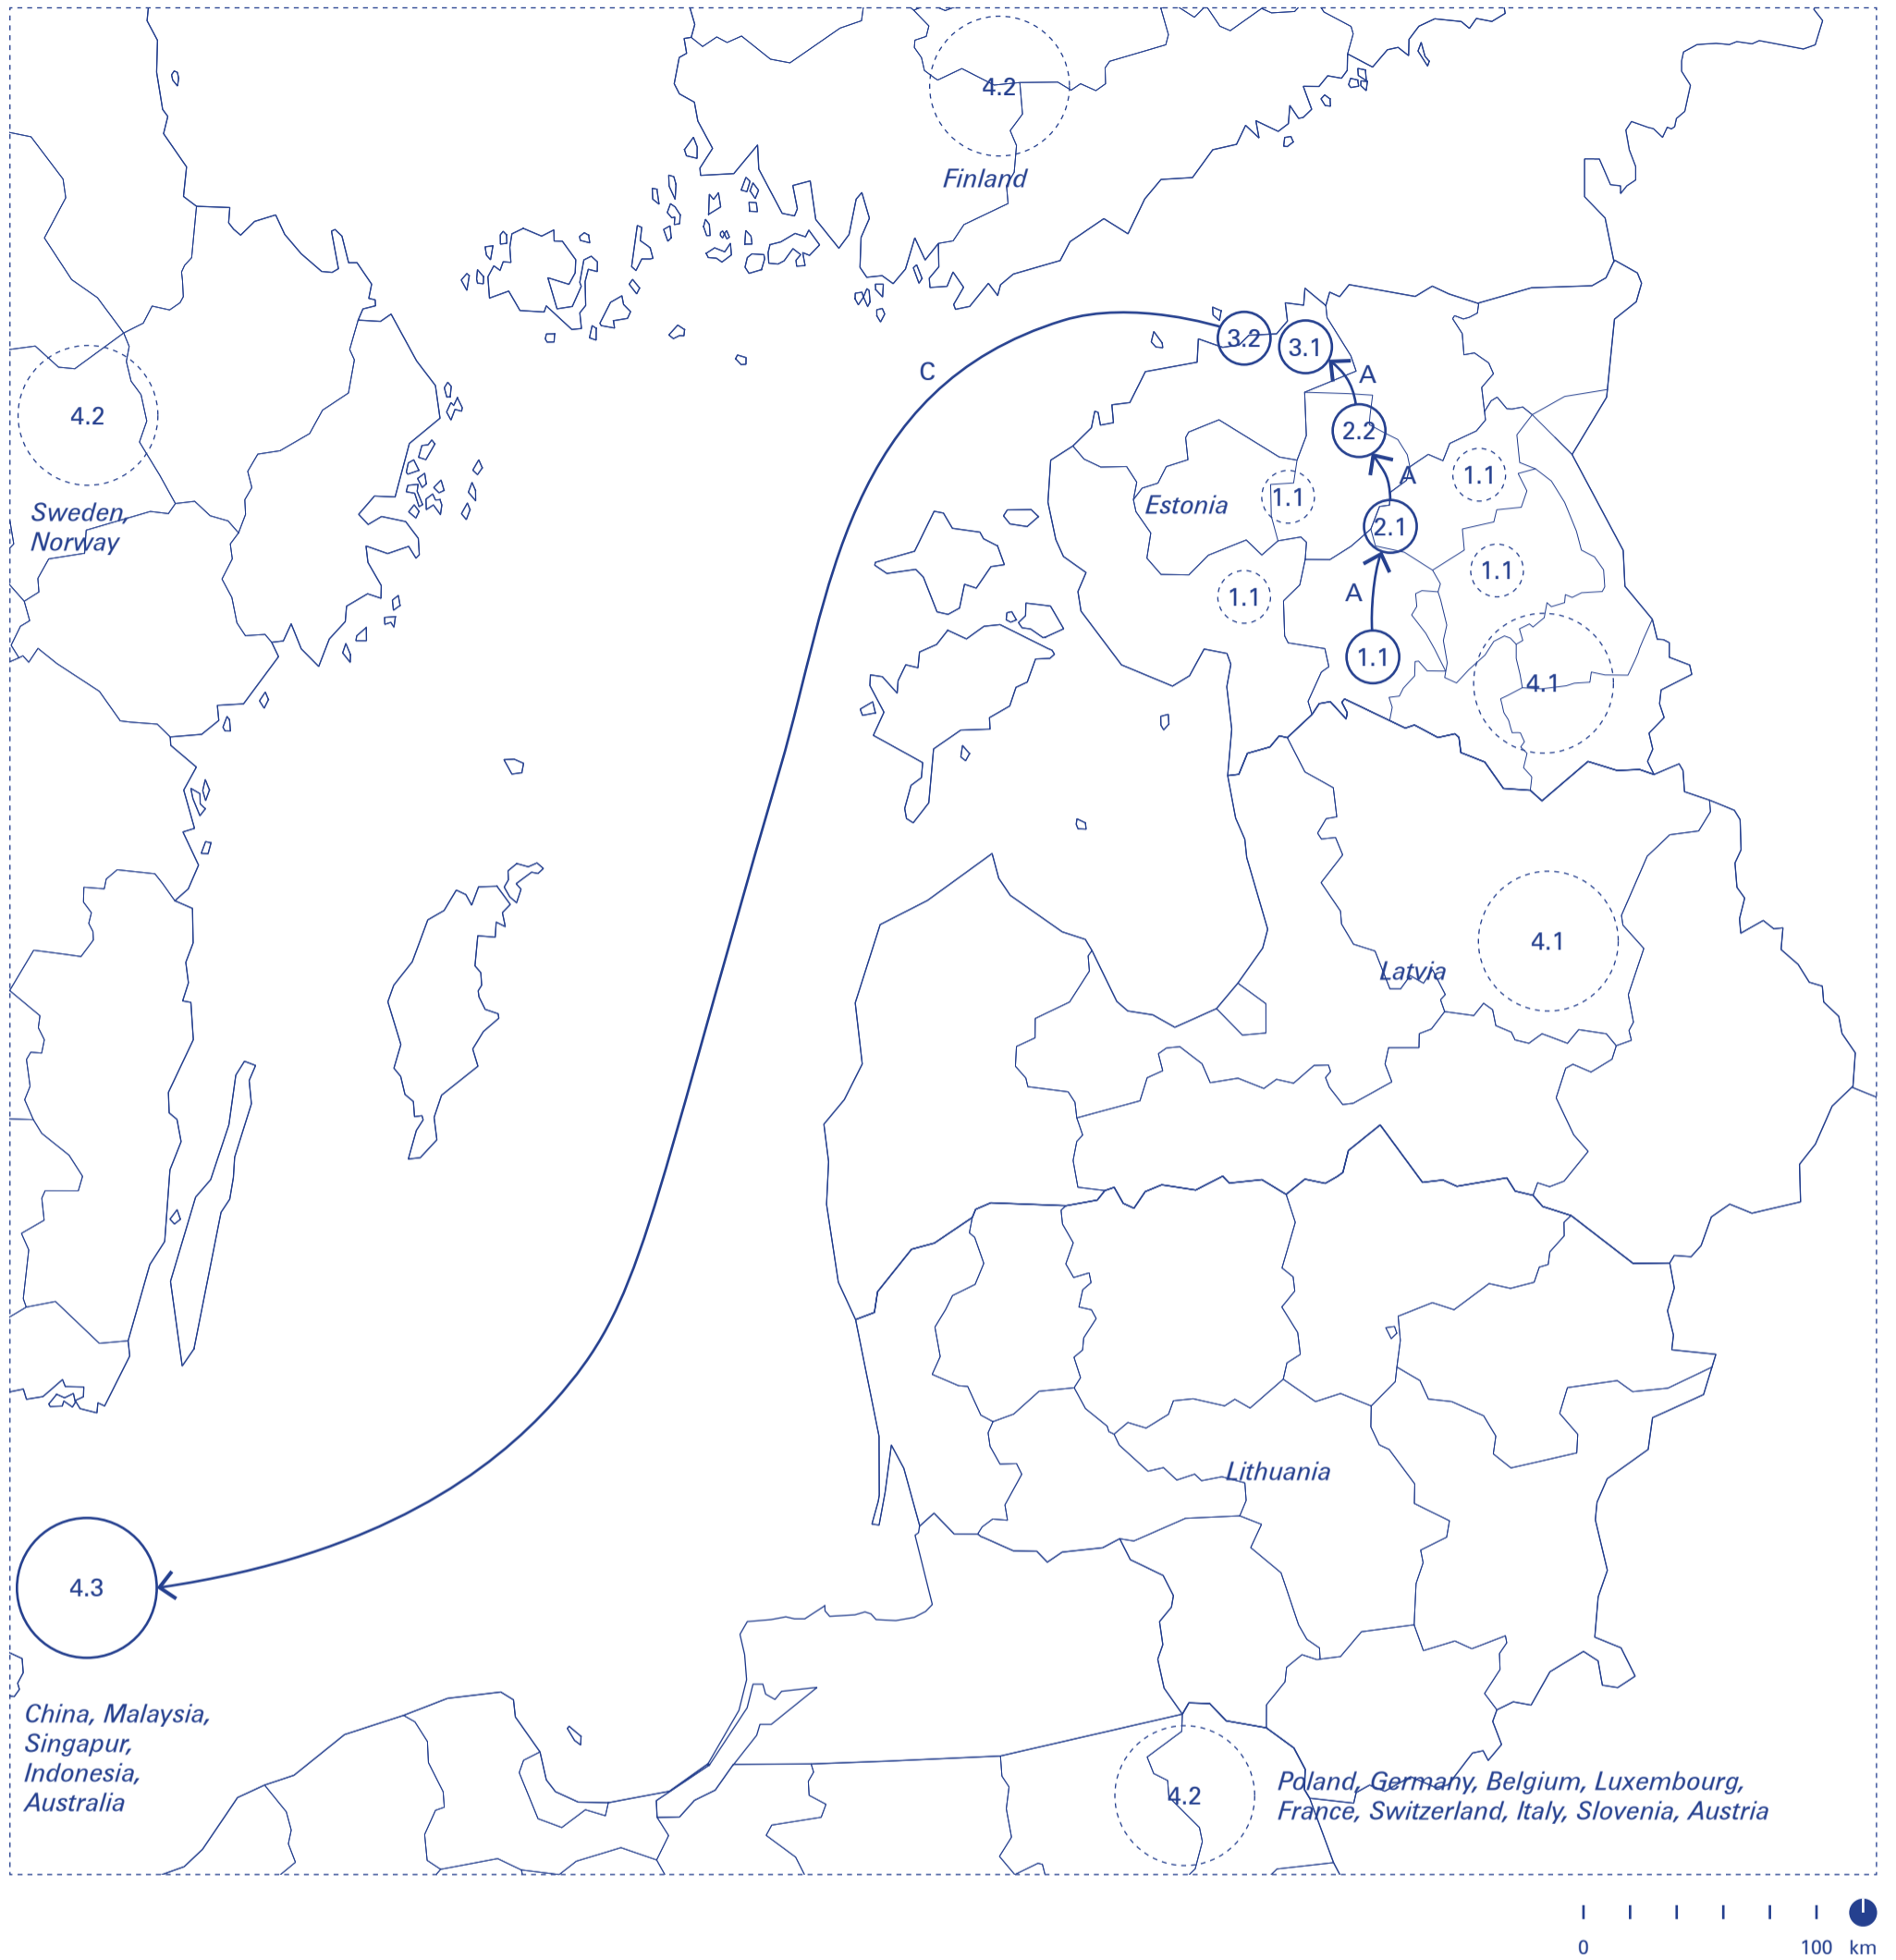 4.2
Finland
3.2
3.1
C
A
4.2
2.2
A
1.1
1.1
Estonia
Sweden,
Norway
2.1
1.1
A
1.1
1.1
4.1
4.1
Latvia
Lithuania
4.3
China, Malaysia,
Singapur,
Indonesia,
Australia
4.2
Poland, Germany, Belgium, Luxembourg,
France, Switzerland, Italy, Slovenia, Austria
0 100 km